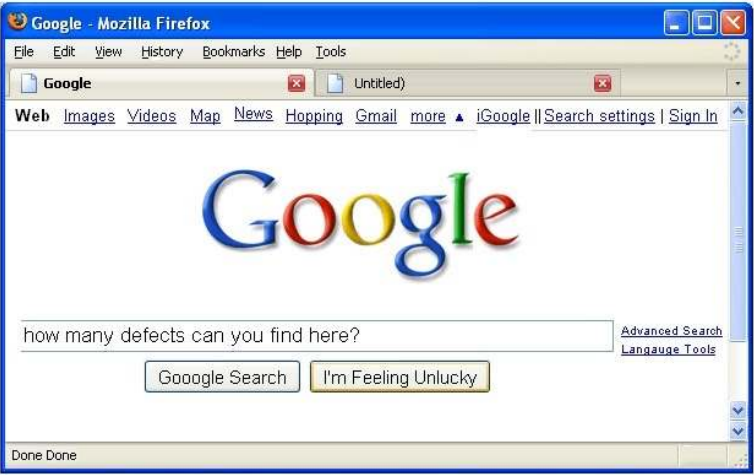 Google - Mozilla Firefox
File Edit View History Bookmarks Help Tools
Google Untitled)
Web Images Videos Map News Hopping Gmail more ▲ iGoogle || Search settings | Sign In
Google
how many defects can you find here?
Advanced Search
Langauge Tools
Gooogle Search I'm Feeling Unlucky
Done Done